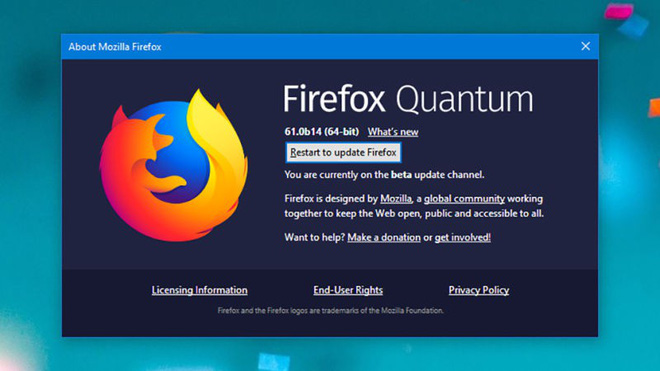 About Mozilla Firefox
Firefox Quantum
61.0b14 (64-bit) What's new
Restart to update Firefox
You are currently on the beta update channel.
Firefox is designed by Mozilla, a global community working
together to keep the Web open, public and accessible to all.
Want to help? Make a donation or get involved!
Licensing Information End-User Rights Privacy Policy
Firefox and the Firefox logos are trademarks of the Mozilla Foundation.